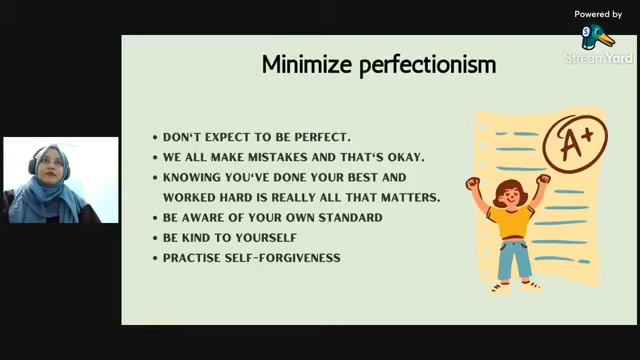 Powered by
S
StreamYard
Minimize perfectionism
• DON'T EXPECT TO BE PERFECT.
• WE ALL MAKE MISTAKES AND THAT'S OKAY.
• KNOWING YOU'VE DONE YOUR BEST AND
WORKED HARD IS REALLY ALL THAT MATTERS.
• BE AWARE OF YOUR OWN STANDARD
• BE KIND TO YOURSELF
• PRACTISE SELF-FORGIVENESS
A+